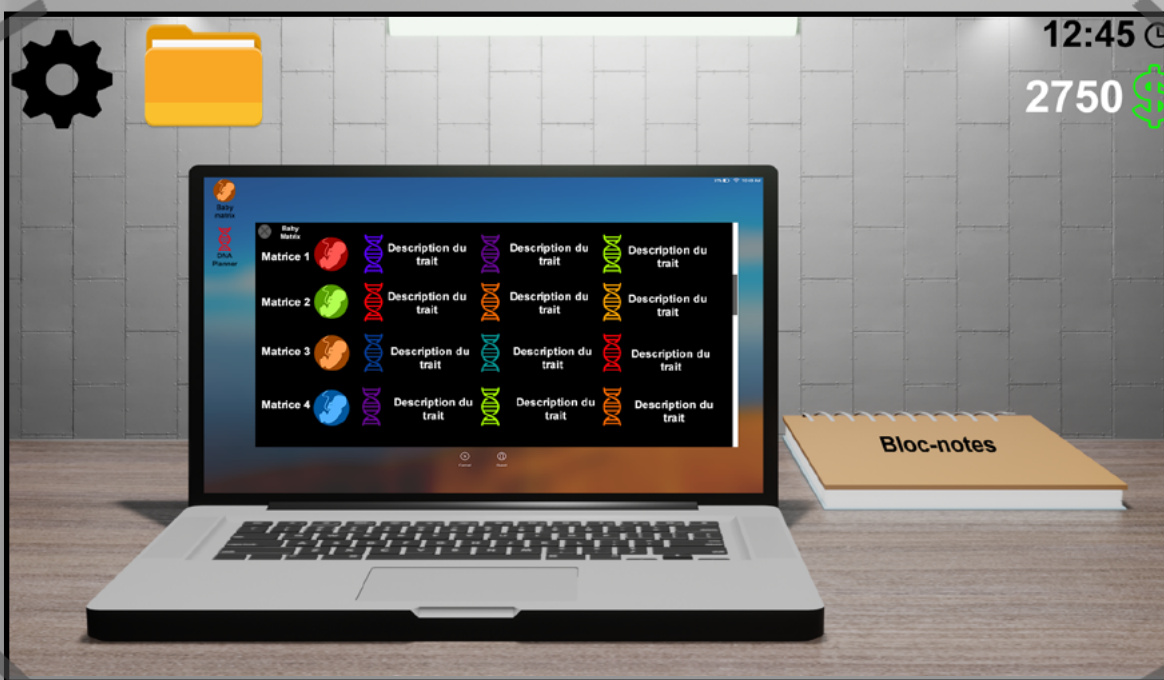 12:45
2750 $
Baby
matrix
DNA
Planner
Baby
Matrix
Matrice 1
Description du
trait
Description du
trait
Description du
trait
Matrice 2
Description du
trait
Description du
trait
Description du
trait
Matrice 3
Description du
trait
Description du
trait
Description du
trait
Matrice 4
Description du
trait
Description du
trait
Description du
trait
Bloc-notes